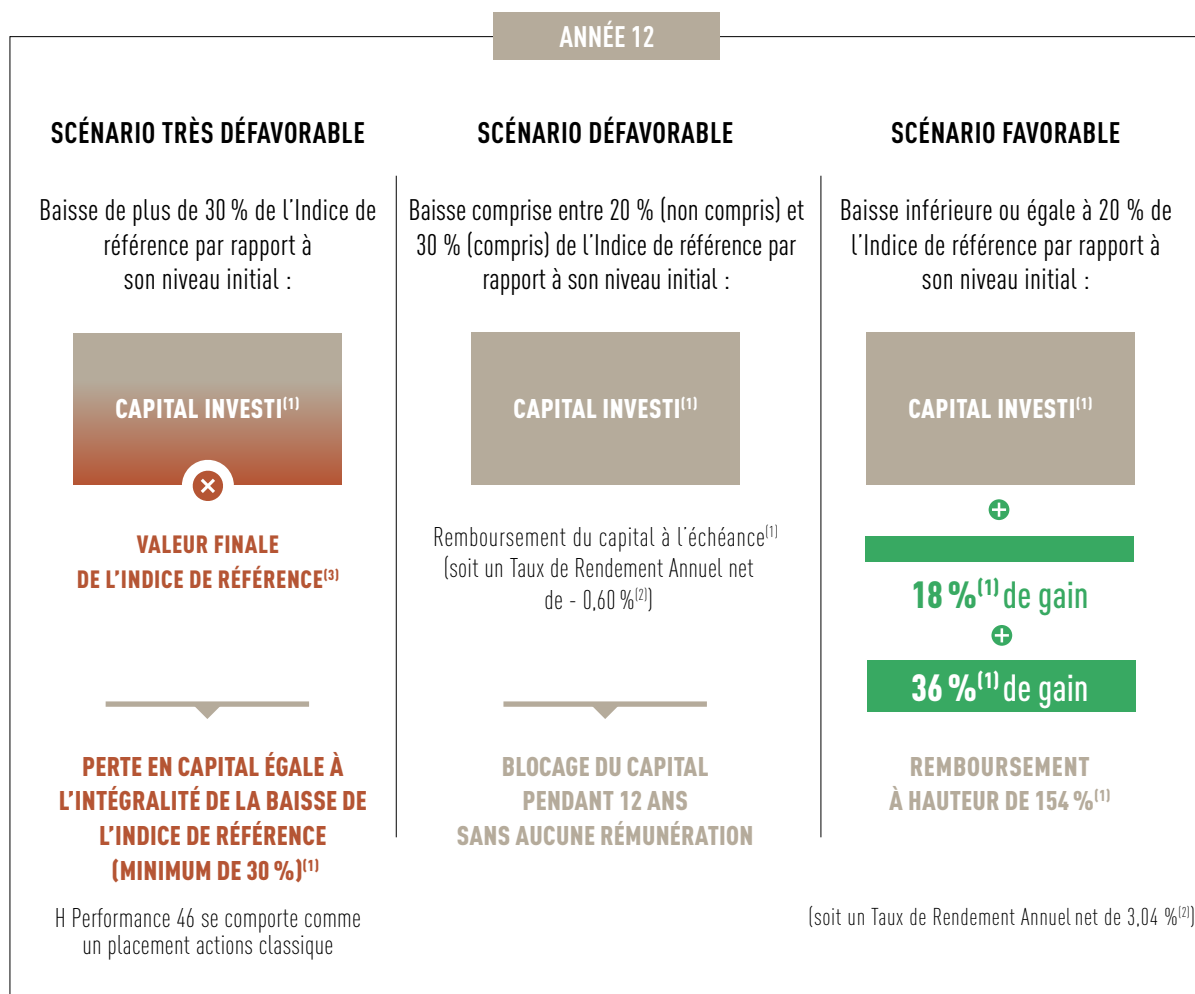 ANNÉE 12
SCÉNARIO TRÈS DÉFAVORABLE
Baisse de plus de 30 % de l’Indice de
référence par rapport à
son niveau initial :
CAPITAL INVESTI(1)
VALEUR FINALE
DE L’INDICE DE RÉFÉRENCE(3)
PERTE EN CAPITAL ÉGALE À
L’INTÉGRALITÉ DE LA BAISSE DE
L’INDICE DE RÉFÉRENCE
(MINIMUM DE 30 %)(1)
H Performance 46 se comporte comme
un placement actions classique
SCÉNARIO DÉFAVORABLE
Baisse comprise entre 20 % (non compris) et
30 % (compris) de l’Indice de référence par
rapport à son niveau initial :
CAPITAL INVESTI(1)
Remboursement du capital à l’échéance(1)
(soit un Taux de Rendement Annuel net
de - 0,60 %(2))
BLOCAGE DU CAPITAL
PENDANT 12 ANS
SANS AUCUNE RÉMUNÉRATION
SCÉNARIO FAVORABLE
Baisse inférieure ou égale à 20 % de
l’Indice de référence par rapport à
son niveau initial :
CAPITAL INVESTI(1)
18 %(1) de gain
36 %(1) de gain
REMBOURSEMENT
À HAUTEUR DE 154 %(1)
(soit un Taux de Rendement Annuel net de 3,04 %(2))